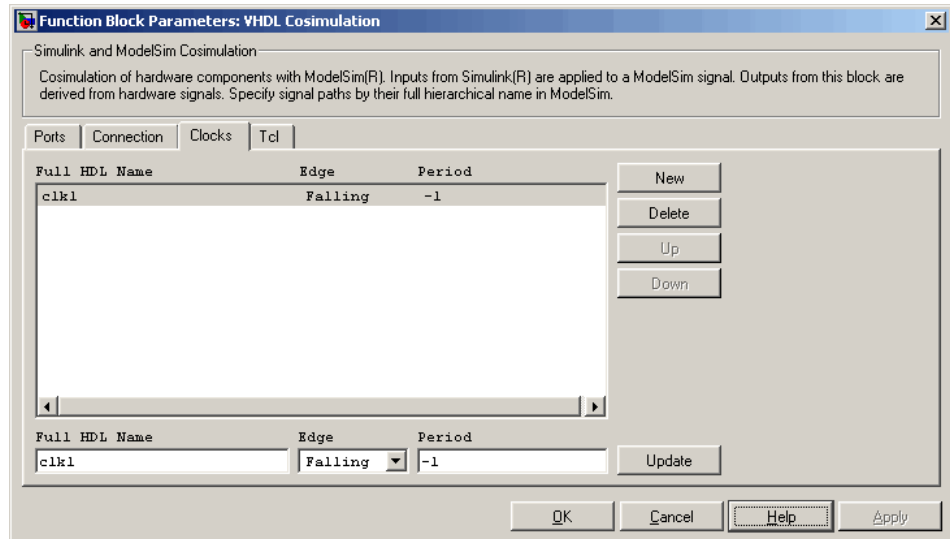 Function Block Parameters: VHDL Cosimulation
Simulink and ModelSim Cosimulation
Cosimulation of hardware components with ModelSim(R). Inputs from Simulink(R) are applied to a ModelSim signal. Outputs from this block are
derived from hardware signals. Specify signal paths by their full hierarchical name in ModelSim.
Ports Connection Clocks Tcl
Full HDL Name Edge Period
clk1 Falling -1
New
Delete
Up
Down
Full HDL Name Edge Period
clk1 Falling -1 Update
OK Cancel Help Apply